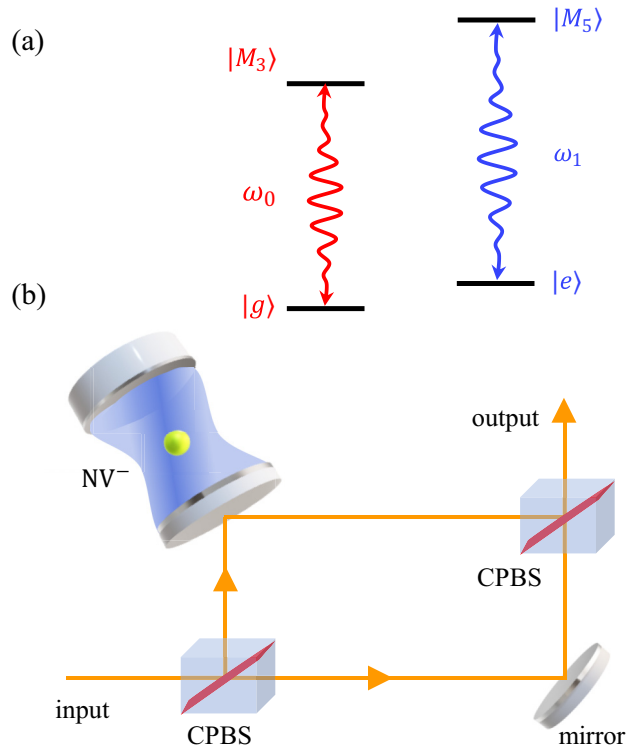 (a)
|M₃⟩
|M₅⟩
ω₀
ω₁
|g⟩
|e⟩
(b)
NV⁻
output
CPBS
input
CPBS
mirror